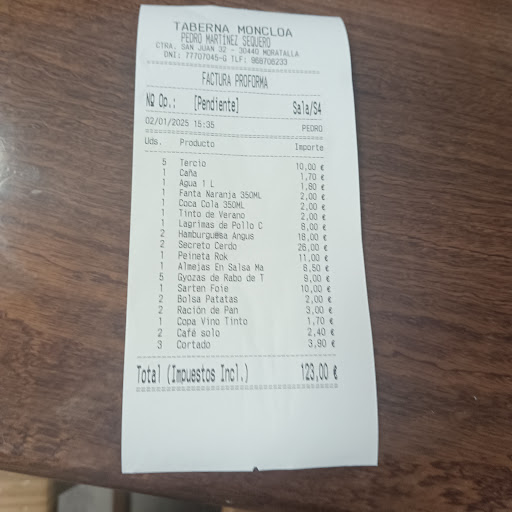 TABERNA MONCLOA
PEDRO MARTINEZ SEQUERO
CTRA. SAN JUAN 32 - 30440 MORATALLA
DNI: 77707045-Q TLF: 968706233
FACTURA PROFORMA
Nº Op.: [Pendiente] Sala/S4
02/01/2025 15:35 PEDRO
Uds. Producto Importe
5 Tercio 10,00 €
1 Caña 1,70 €
1 Agua 1 L 1,80 €
1 Fanta Naranja 350ML 2,00 €
1 Coca Cola 350ML 2,00 €
1 Tinto de Verano 2,00 €
1 Lagrimas de Pollo C 8,00 €
2 Hamburguesa Angus 18,00 €
2 Secreto Cerdo 26,00 €
1 Peineta Rok 11,00 €
1 Almejas En Salsa Ma 8,50 €
5 Gyozas de Rabo de T 9,00 €
1 Sarten Foie 10,00 €
2 Bolsa Patatas 2,00 €
2 Ración de Pan 3,00 €
1 Copa Vino Tinto 1,70 €
2 Café solo 2,40 €
3 Cortado 3,90 €
Total (Impuestos Incl.) 123,00 €